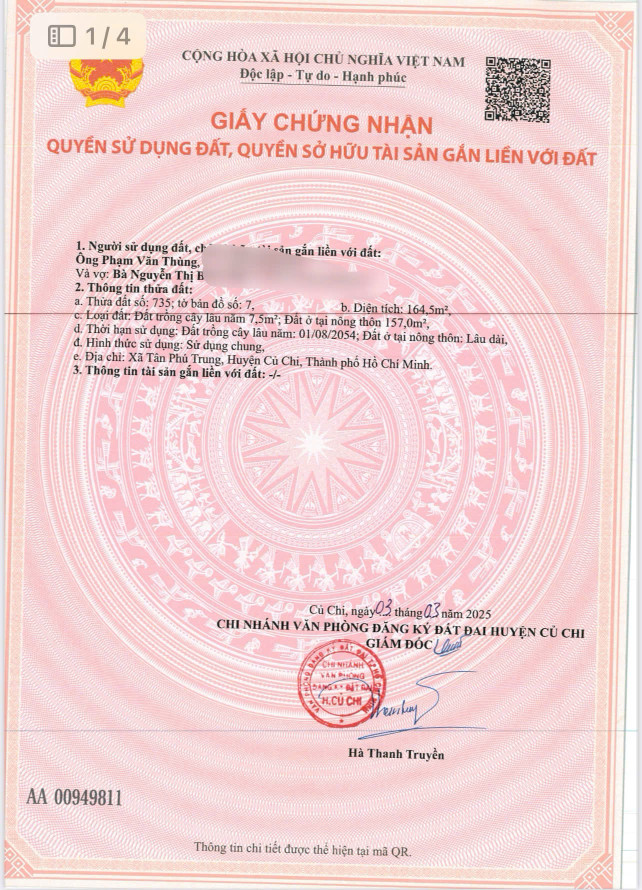 1 / 4
CỘNG HÒA XÃ HỘI CHỦ NGHĨA VIỆT NAM
Độc lập - Tự do - Hạnh phúc
GIẤY CHỨNG NHẬN
QUYỀN SỬ DỤNG ĐẤT, QUYỀN SỞ HỮU TÀI SẢN GẮN LIỀN VỚI ĐẤT
1. Người sử dụng đất, tài sản gắn liền với đất:
Ông Phạm Văn Thùng,
Và vợ: Bà Nguyễn Thị
2. Thông tin thửa đất:
a. Thửa đất số: 735; tờ bản đồ số: 7, b. Diện tích: 164,5m²,
c. Loại đất: Đất trồng cây lâu năm 7,5m²; Đất ở tại nông thôn 157,0m²,
d. Thời hạn sử dụng: Đất trồng cây lâu năm: 01/08/2054; Đất ở tại nông thôn: Lâu dài,
đ. Hình thức sử dụng: Sử dụng chung,
e. Địa chỉ: Xã Tân Phú Trung, Huyện Củ Chi, Thành phố Hồ Chí Minh.
3. Thông tin tài sản gắn liền với đất: -/-
Củ Chi, ngày 03 tháng 03 năm 2025
CHI NHÁNH VĂN PHÒNG ĐĂNG KÝ ĐẤT ĐAI HUYỆN CỦ CHI
GIÁM ĐỐC
CHI NHÁNH
VĂN PHÒNG
ĐĂNG KÝ ĐẤT ĐAI
H.CỦ CHI
Hà Thanh Truyền
AA 00949811
Thông tin chi tiết được thể hiện tại mã QR.